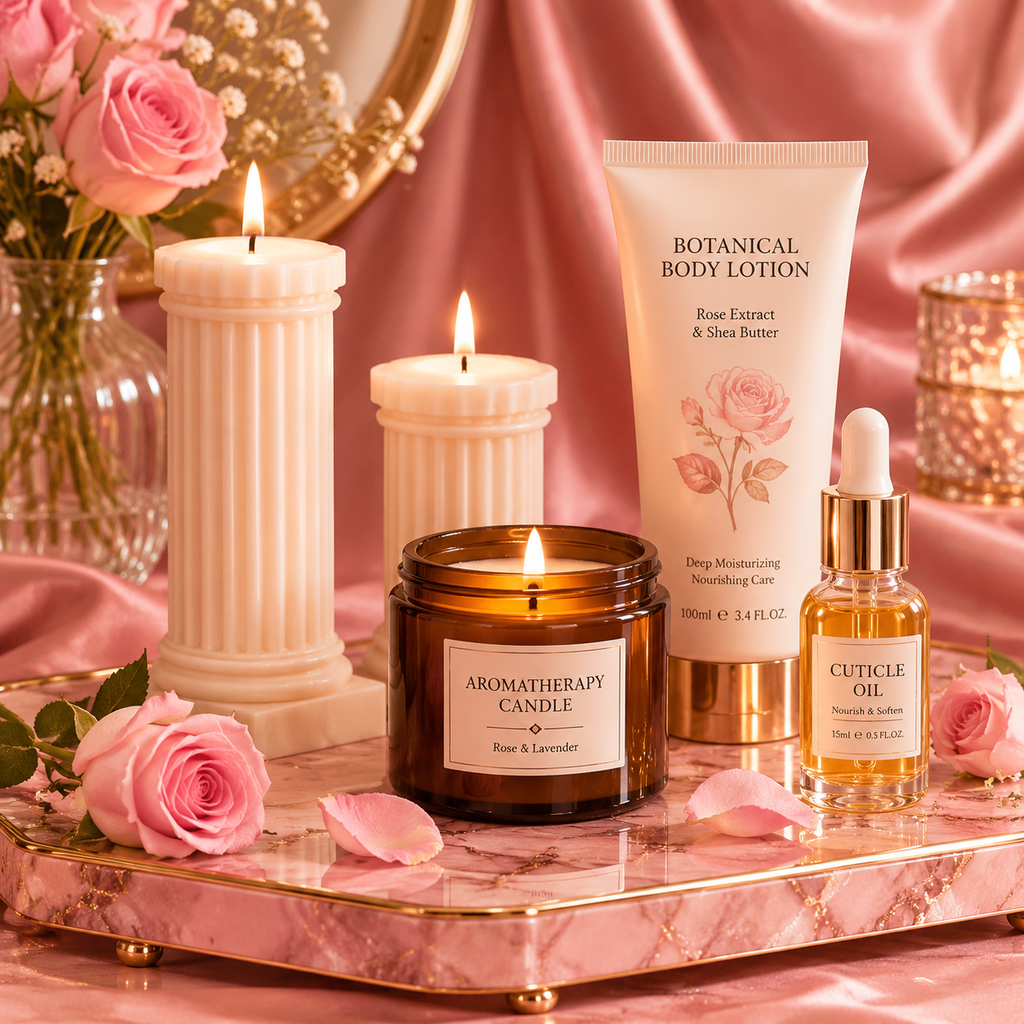 BOTANICAL
BODY LOTION
Rose Extract
& Shea Butter
Deep Moisturizing
Nourishing Care
100ml ℮ 3.4 FL.OZ.
AROMATHERAPY
CANDLE
Rose & Lavender
CUTICLE
OIL
Nourish & Soften
15ml ℮ 0.5 FL.OZ.